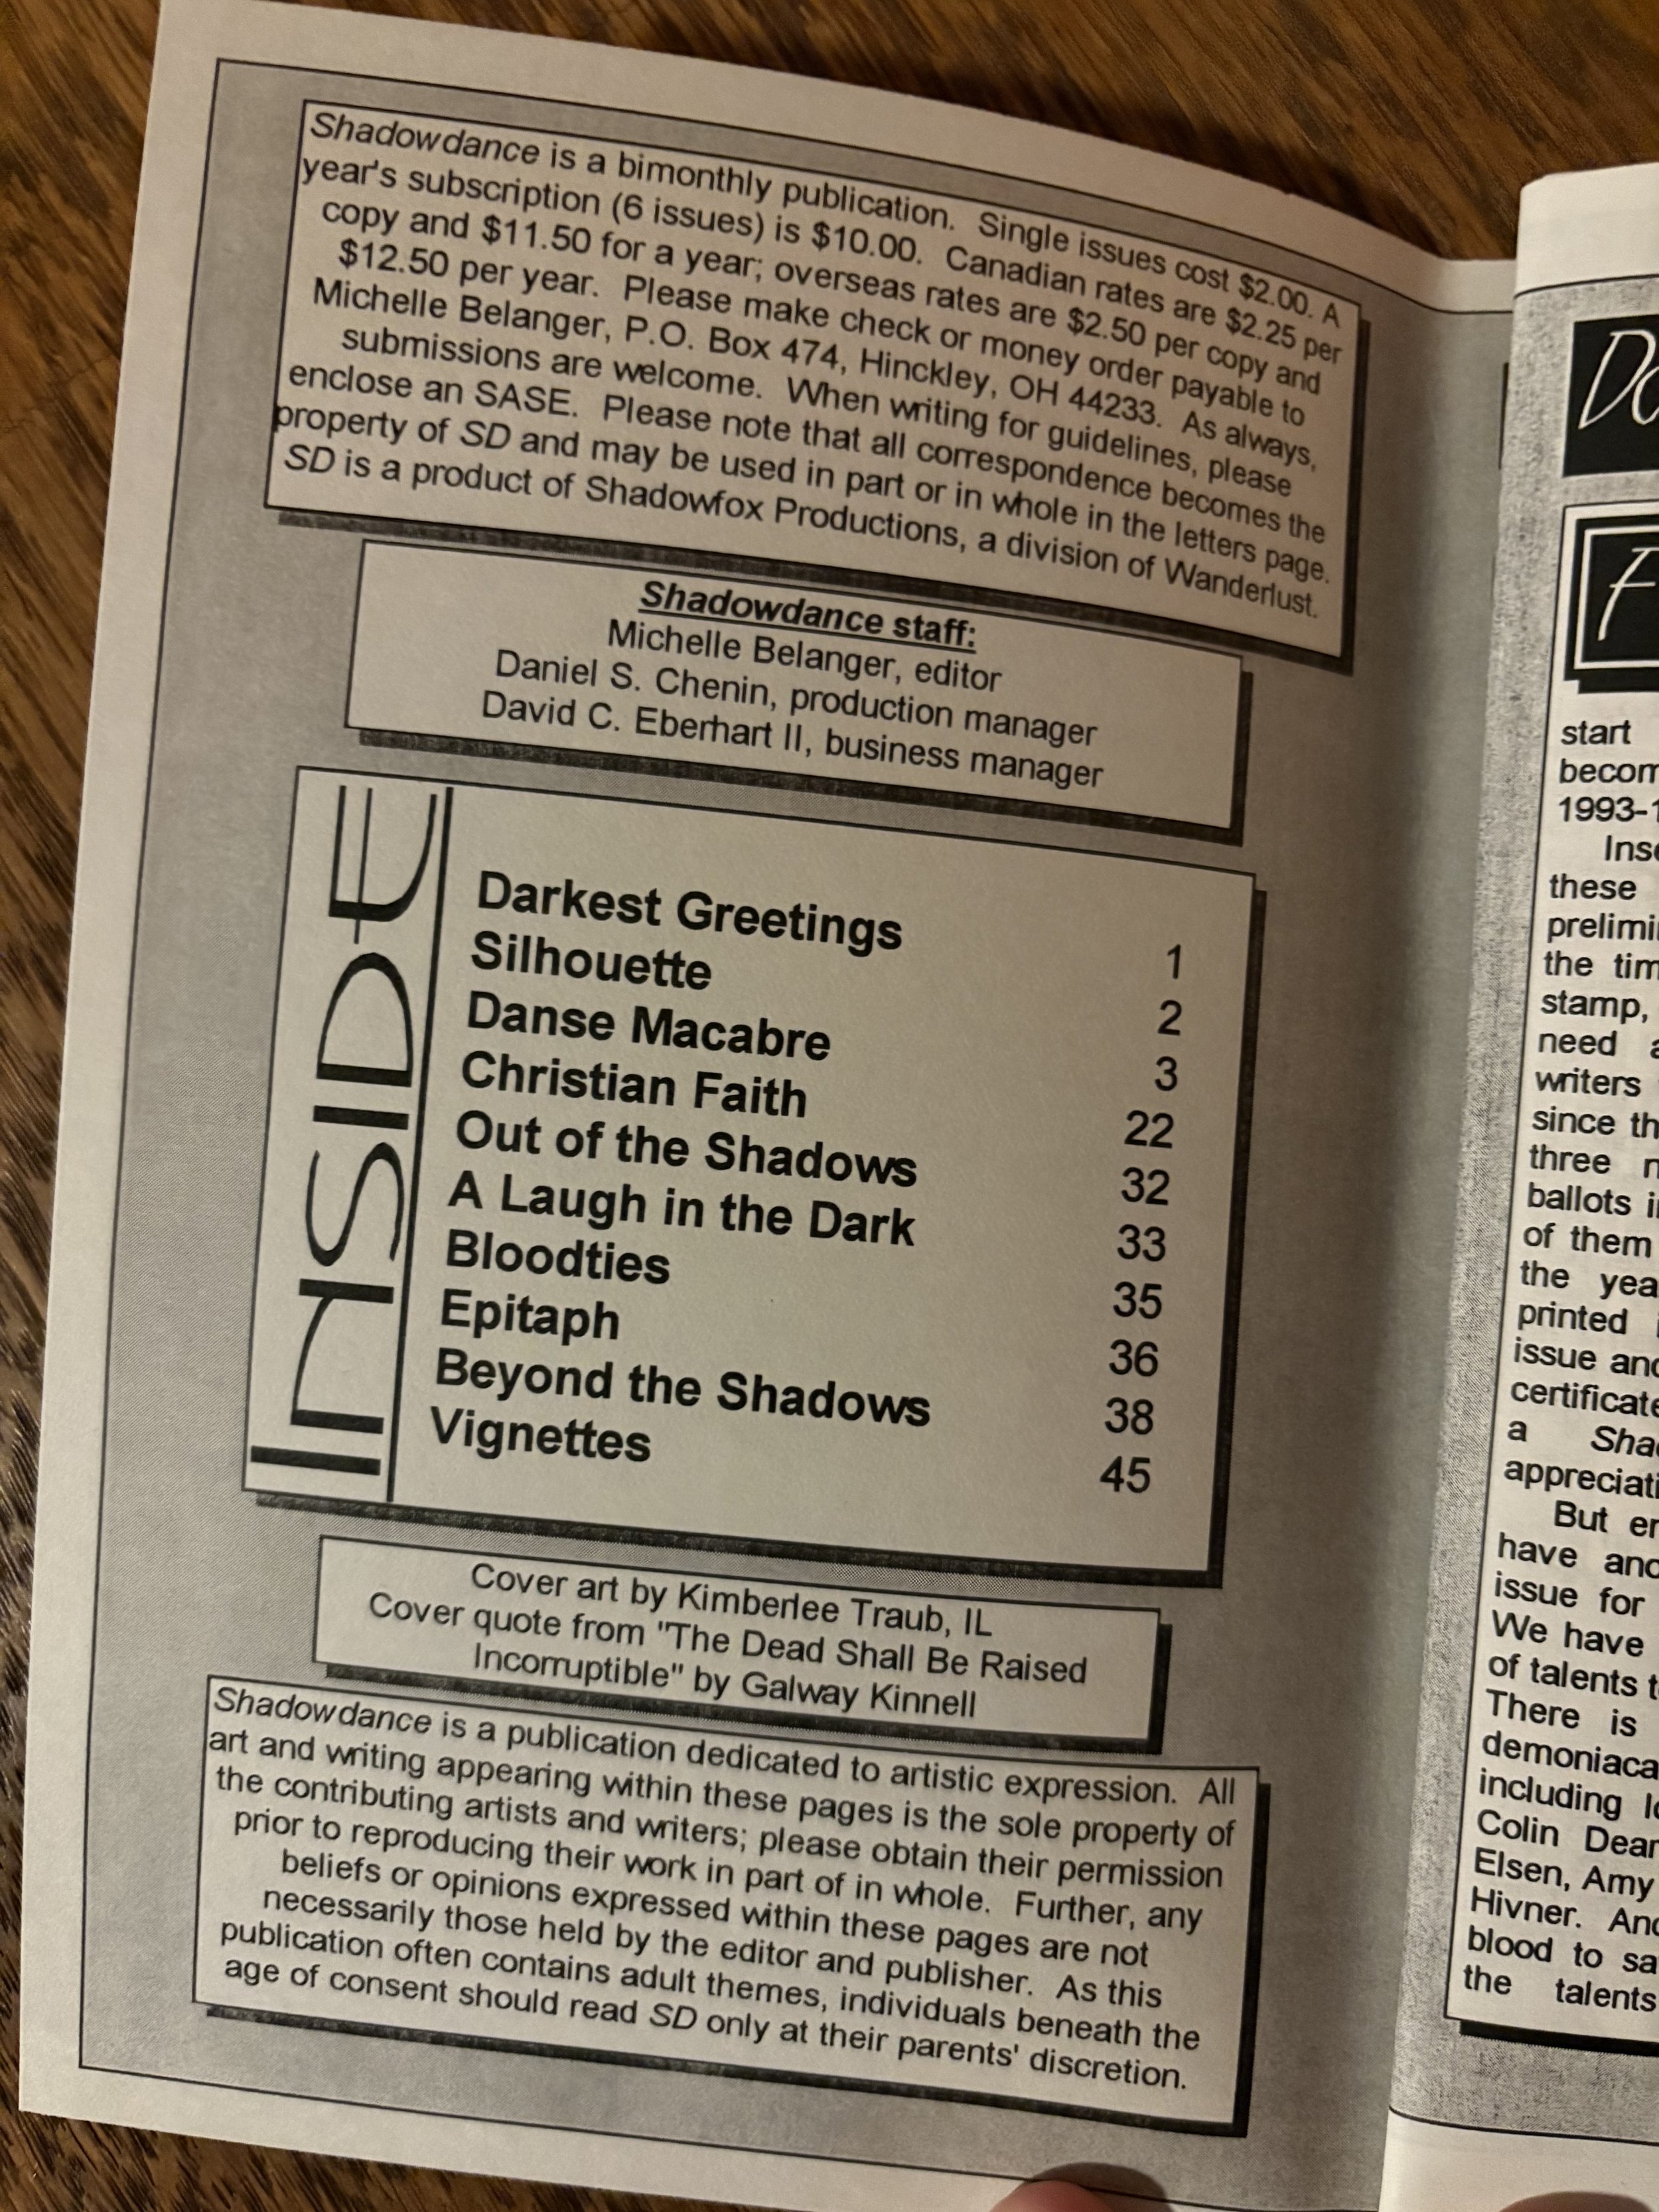 Shadowdance is a bimonthly publication. Single issues cost $2.00. A
year's subscription (6 issues) is $10.00. Canadian rates are $2.25 per
copy and $11.50 for a year; overseas rates are $2.50 per copy and
$12.50 per year. Please make check or money order payable to
Michelle Belanger, P.O. Box 474, Hinckley, OH 44233. As always,
submissions are welcome. When writing for guidelines, please
enclose an SASE. Please note that all correspondence becomes the
property of SD and may be used in part or in whole in the letters page.
SD is a product of Shadowfox Productions, a division of Wanderlust.
Shadowdance staff:
Michelle Belanger, editor
Daniel S. Chenin, production manager
David C. Eberhart II, business manager
INSIDE
Darkest Greetings 1
Silhouette 2
Danse Macabre 3
Christian Faith 22
Out of the Shadows 32
A Laugh in the Dark 33
Bloodties 35
Epitaph 36
Beyond the Shadows 38
Vignettes 45
Cover art by Kimberlee Traub, IL
Cover quote from "The Dead Shall Be Raised
Incorruptible" by Galway Kinnell
Shadowdance is a publication dedicated to artistic expression. All
art and writing appearing within these pages is the sole property of
the contributing artists and writers; please obtain their permission
prior to reproducing their work in part of in whole. Further, any
beliefs or opinions expressed within these pages are not
necessarily those held by the editor and publisher. As this
publication often contains adult themes, individuals beneath the
age of consent should read SD only at their parents' discretion.
start
1993-
these
the
stamp,
need
writers
since
three
ballots
of them
the
printed
issue
a
But
have
issue for
We have
of talents
There is
including
Colin
Elsen, Amy
Hivner.
blood to
the talents